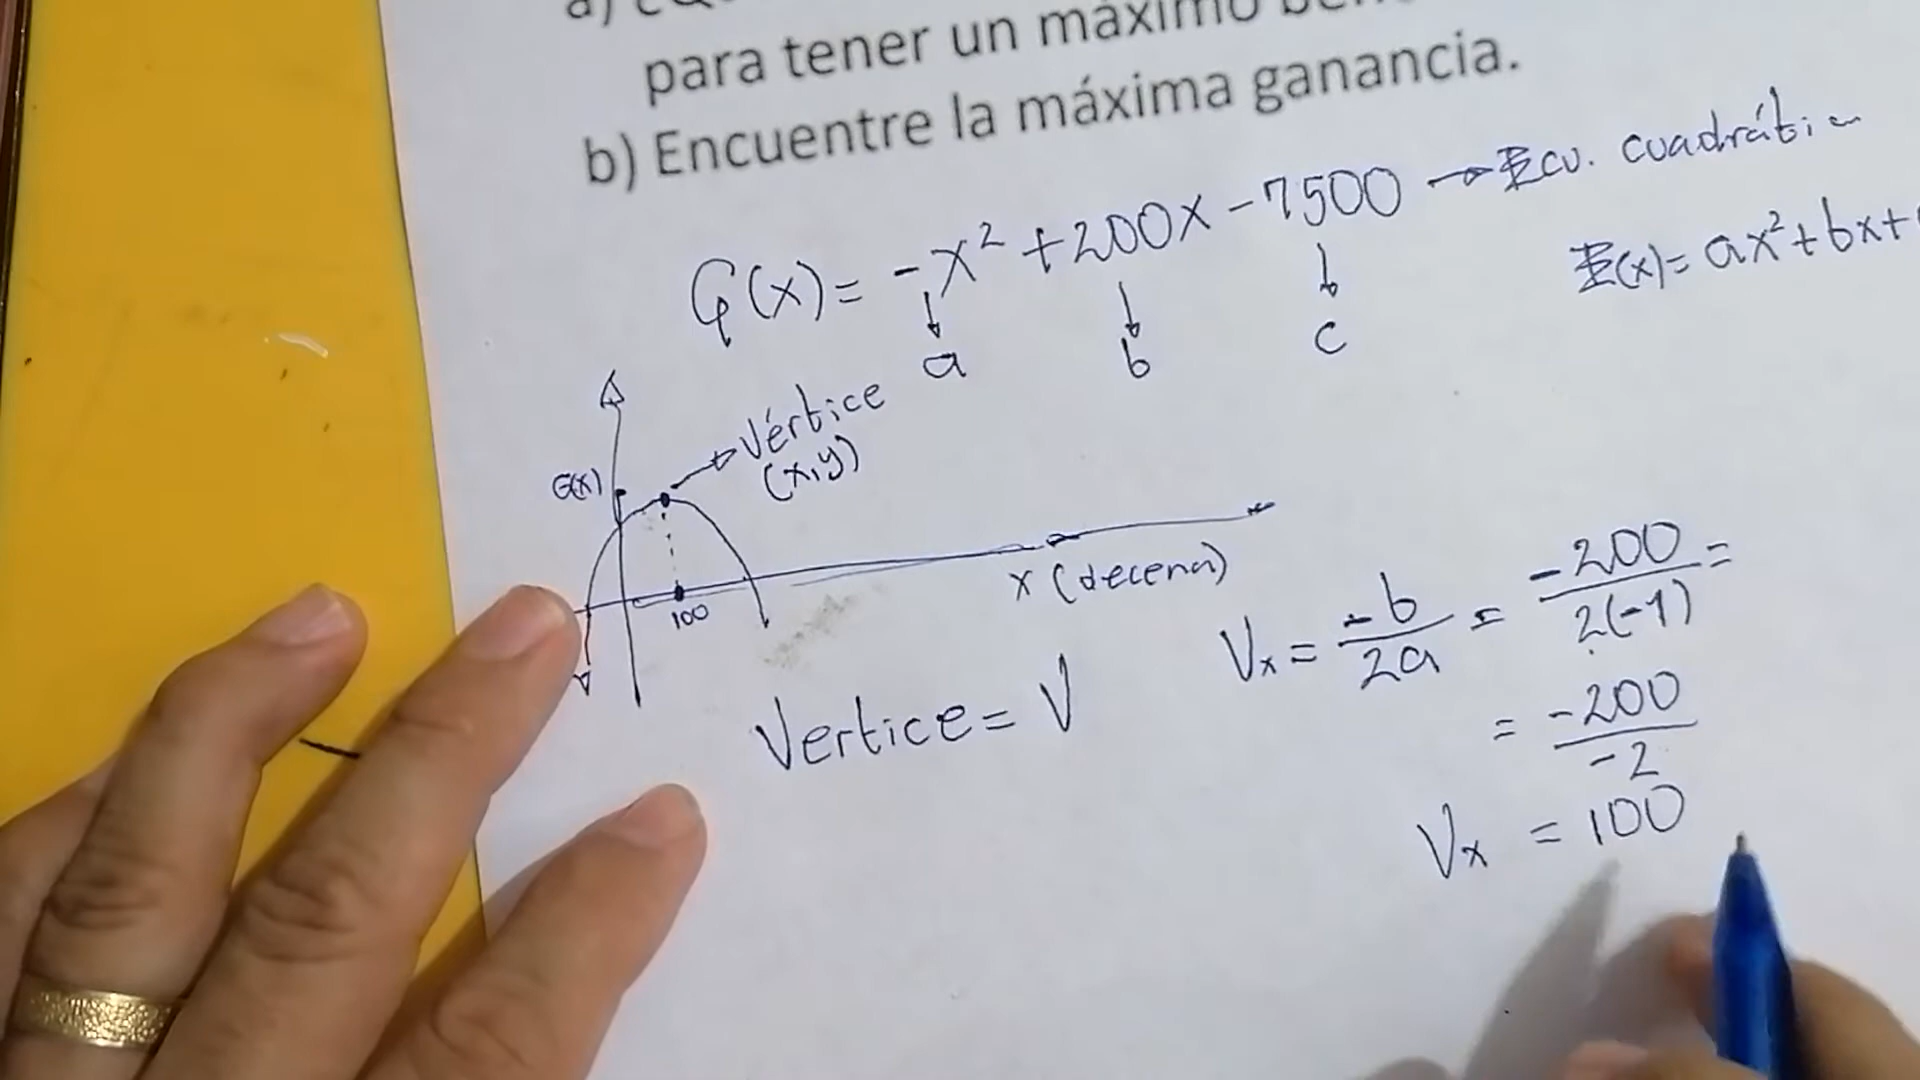 a)
para tener un máximo
b) Encuentre la máxima ganancia.
G(x) = -x² + 200x - 7500 → Ecu. cuadráti
a b c
E(x) = ax² + bx +
Vértice
(x,y)
G(x)
100
x (decena)
Vertice = V
Vx = -b/2a = -200/2(-1) =
= -200/-2
Vx = 100